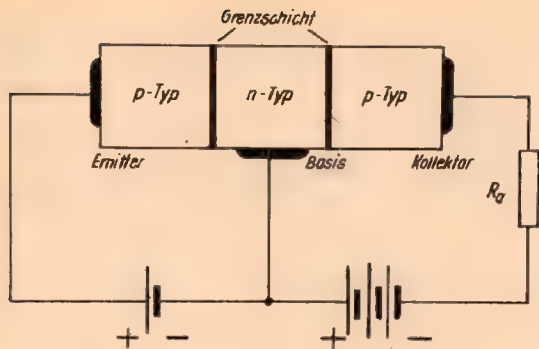 Grenzschicht
p-Typ n-Typ p-Typ
Emitter Basis Kollektor
Ra
+ − + −